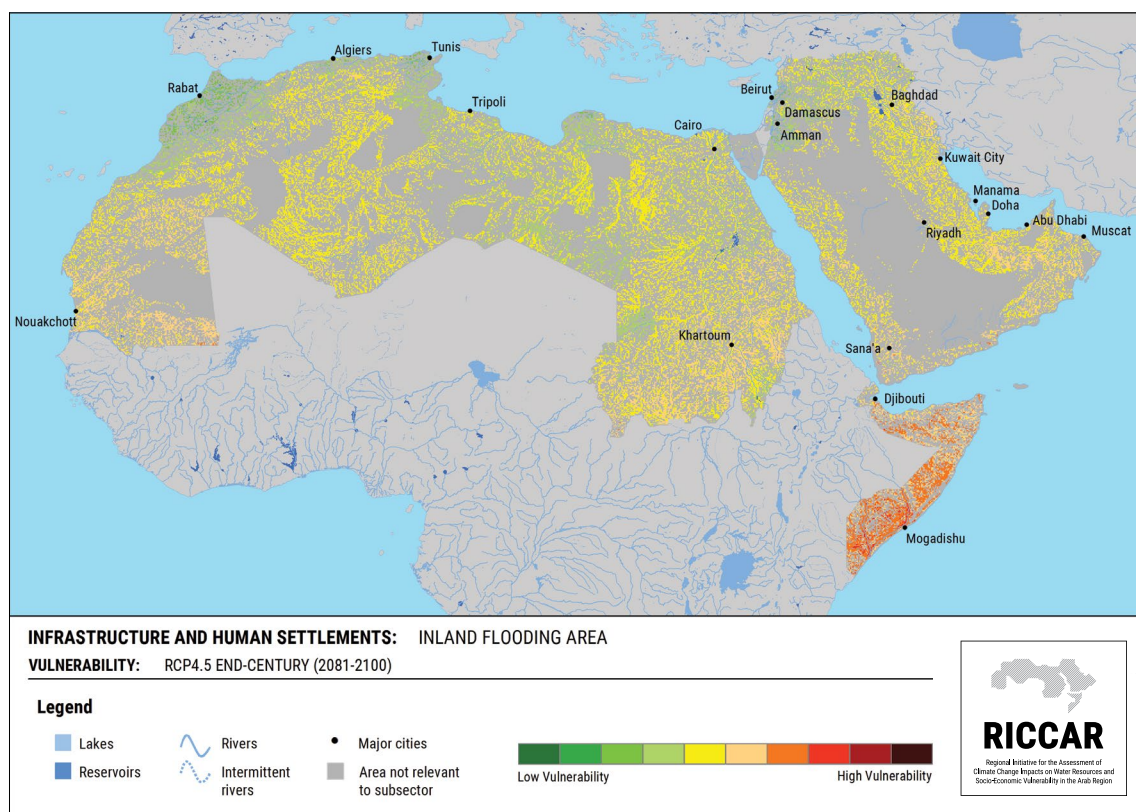 Algiers
Tunis
Rabat
Tripoli
Beirut
Damascus
Baghdad
Cairo
Amman
Kuwait City
Manama
Doha
Abu Dhabi
Muscat
Riyadh
Nouakchott
Khartoum
Sana'a
Djibouti
Mogadishu
INFRASTRUCTURE AND HUMAN SETTLEMENTS: INLAND FLOODING AREA
VULNERABILITY: RCP4.5 END-CENTURY (2081-2100)
Legend
Lakes
Reservoirs
Rivers
Intermittent
rivers
Major cities
Area not relevant
to subsector
Low Vulnerability
High Vulnerability
RICCAR
Regional Initiative for the Assessment of
Climate Change Impacts on Water Resources and
Socio-Economic Vulnerability in the Arab Region